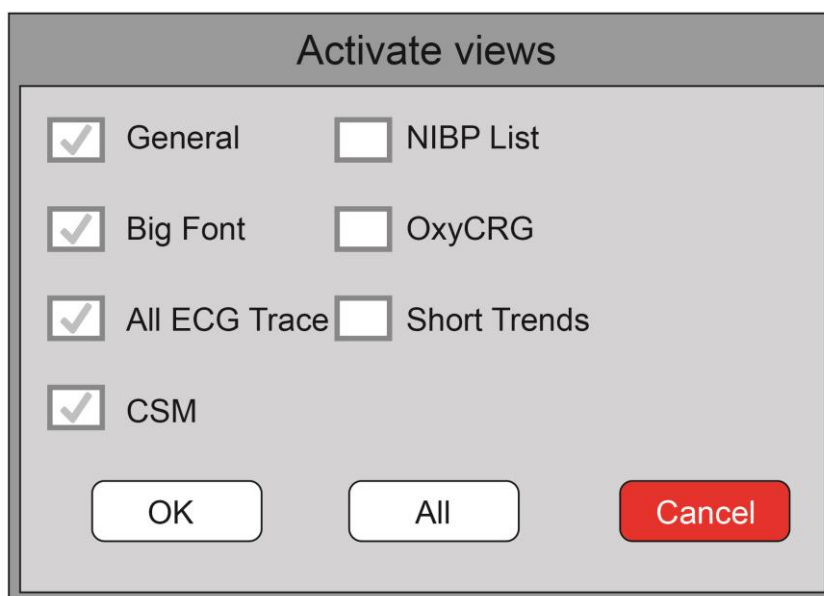 Activate views
General NIBP List
Big Font OxyCRG
All ECG Trace Short Trends
CSM
OK All Cancel